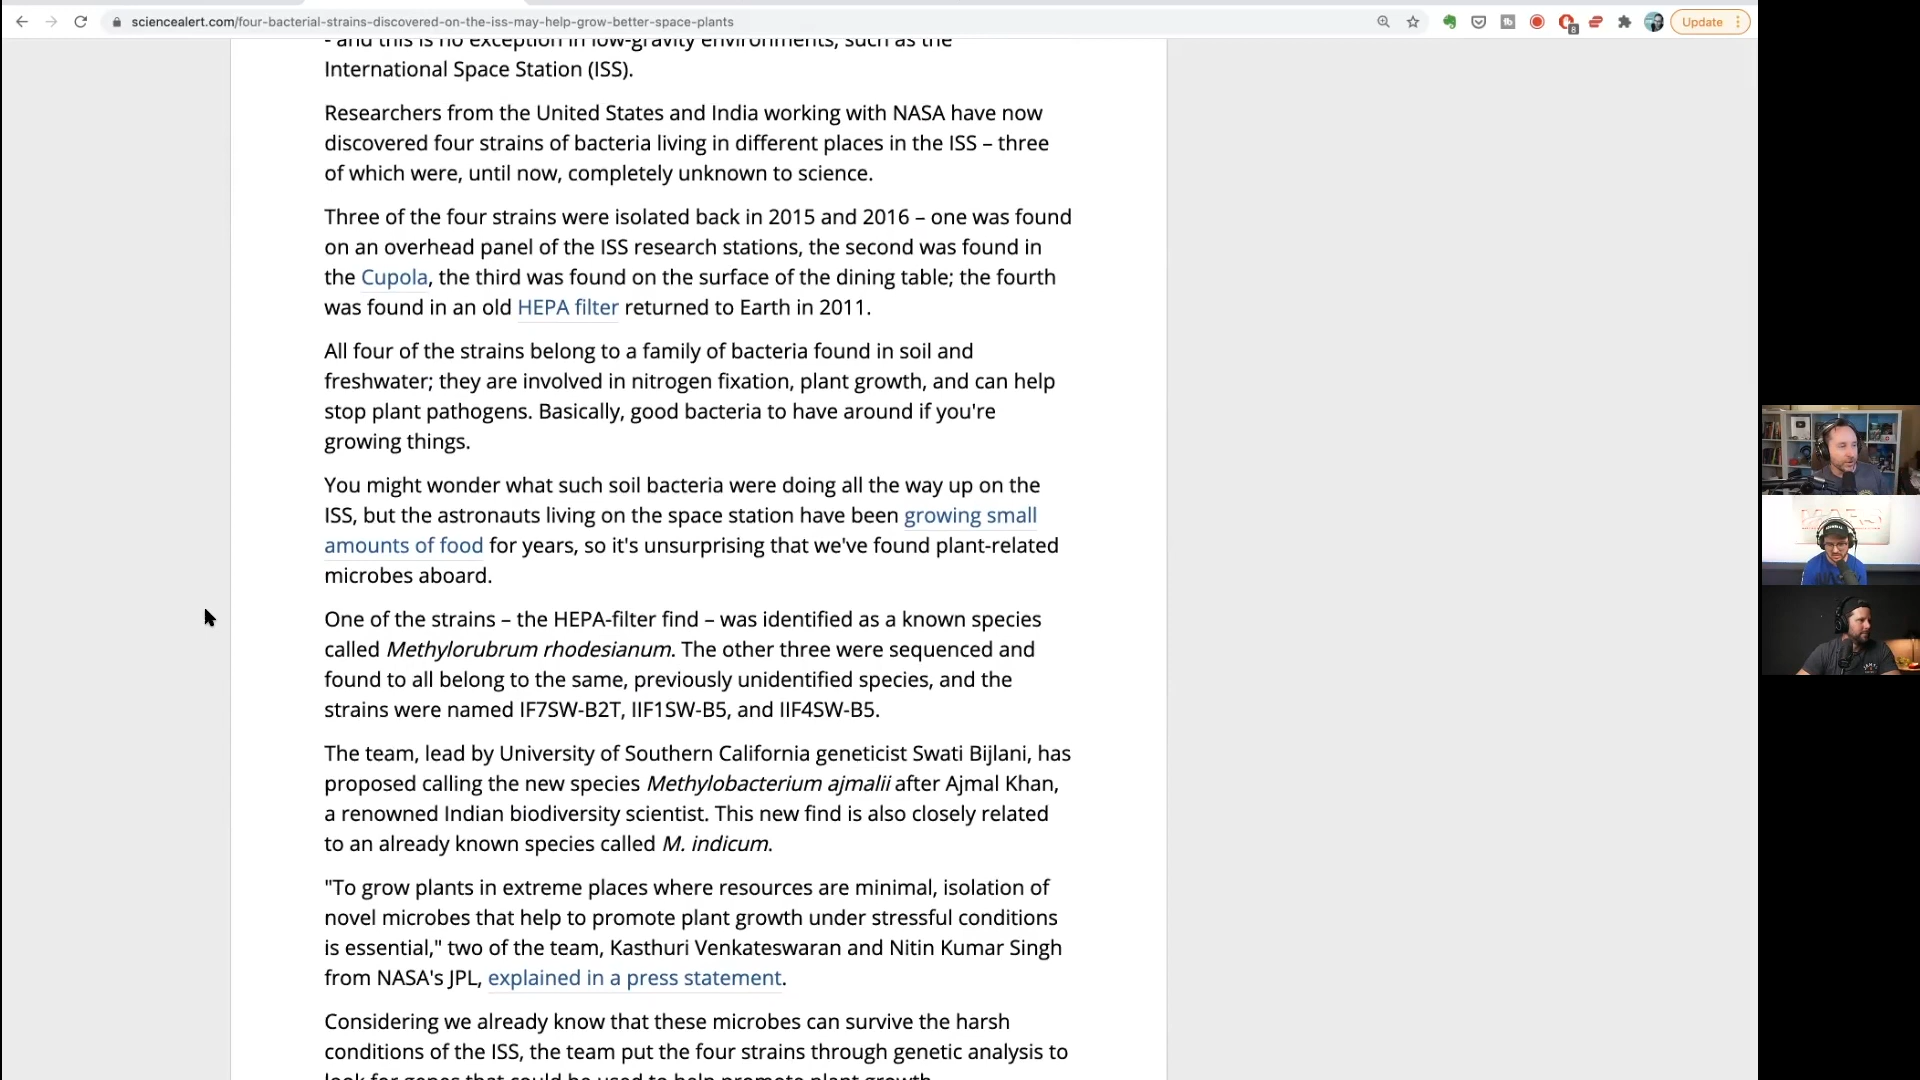 sciencealert.com/four-bacterial-strains-discovered-on-the-iss-may-help-grow-better-space-plants
8
Update
- and this is no exception in low-gravity environments, such as the
International Space Station (ISS).
Researchers from the United States and India working with NASA have now
discovered four strains of bacteria living in different places in the ISS – three
of which were, until now, completely unknown to science.
Three of the four strains were isolated back in 2015 and 2016 – one was found
on an overhead panel of the ISS research stations, the second was found in
the Cupola, the third was found on the surface of the dining table; the fourth
was found in an old HEPA filter returned to Earth in 2011.
All four of the strains belong to a family of bacteria found in soil and
freshwater; they are involved in nitrogen fixation, plant growth, and can help
stop plant pathogens. Basically, good bacteria to have around if you're
growing things.
You might wonder what such soil bacteria were doing all the way up on the
ISS, but the astronauts living on the space station have been growing small
amounts of food for years, so it's unsurprising that we've found plant-related
microbes aboard.
One of the strains – the HEPA-filter find – was identified as a known species
called Methylorubrum rhodesianum. The other three were sequenced and
found to all belong to the same, previously unidentified species, and the
strains were named IF7SW-B2T, IIF1SW-B5, and IIF4SW-B5.
The team, lead by University of Southern California geneticist Swati Bijlani, has
proposed calling the new species Methylobacterium ajmalii after Ajmal Khan,
a renowned Indian biodiversity scientist. This new find is also closely related
to an already known species called M. indicum.
"To grow plants in extreme places where resources are minimal, isolation of
novel microbes that help to promote plant growth under stressful conditions
is essential," two of the team, Kasthuri Venkateswaran and Nitin Kumar Singh
from NASA's JPL, explained in a press statement.
Considering we already know that these microbes can survive the harsh
conditions of the ISS, the team put the four strains through genetic analysis to
look for genes that could be used to help promote plant growth.
MARS